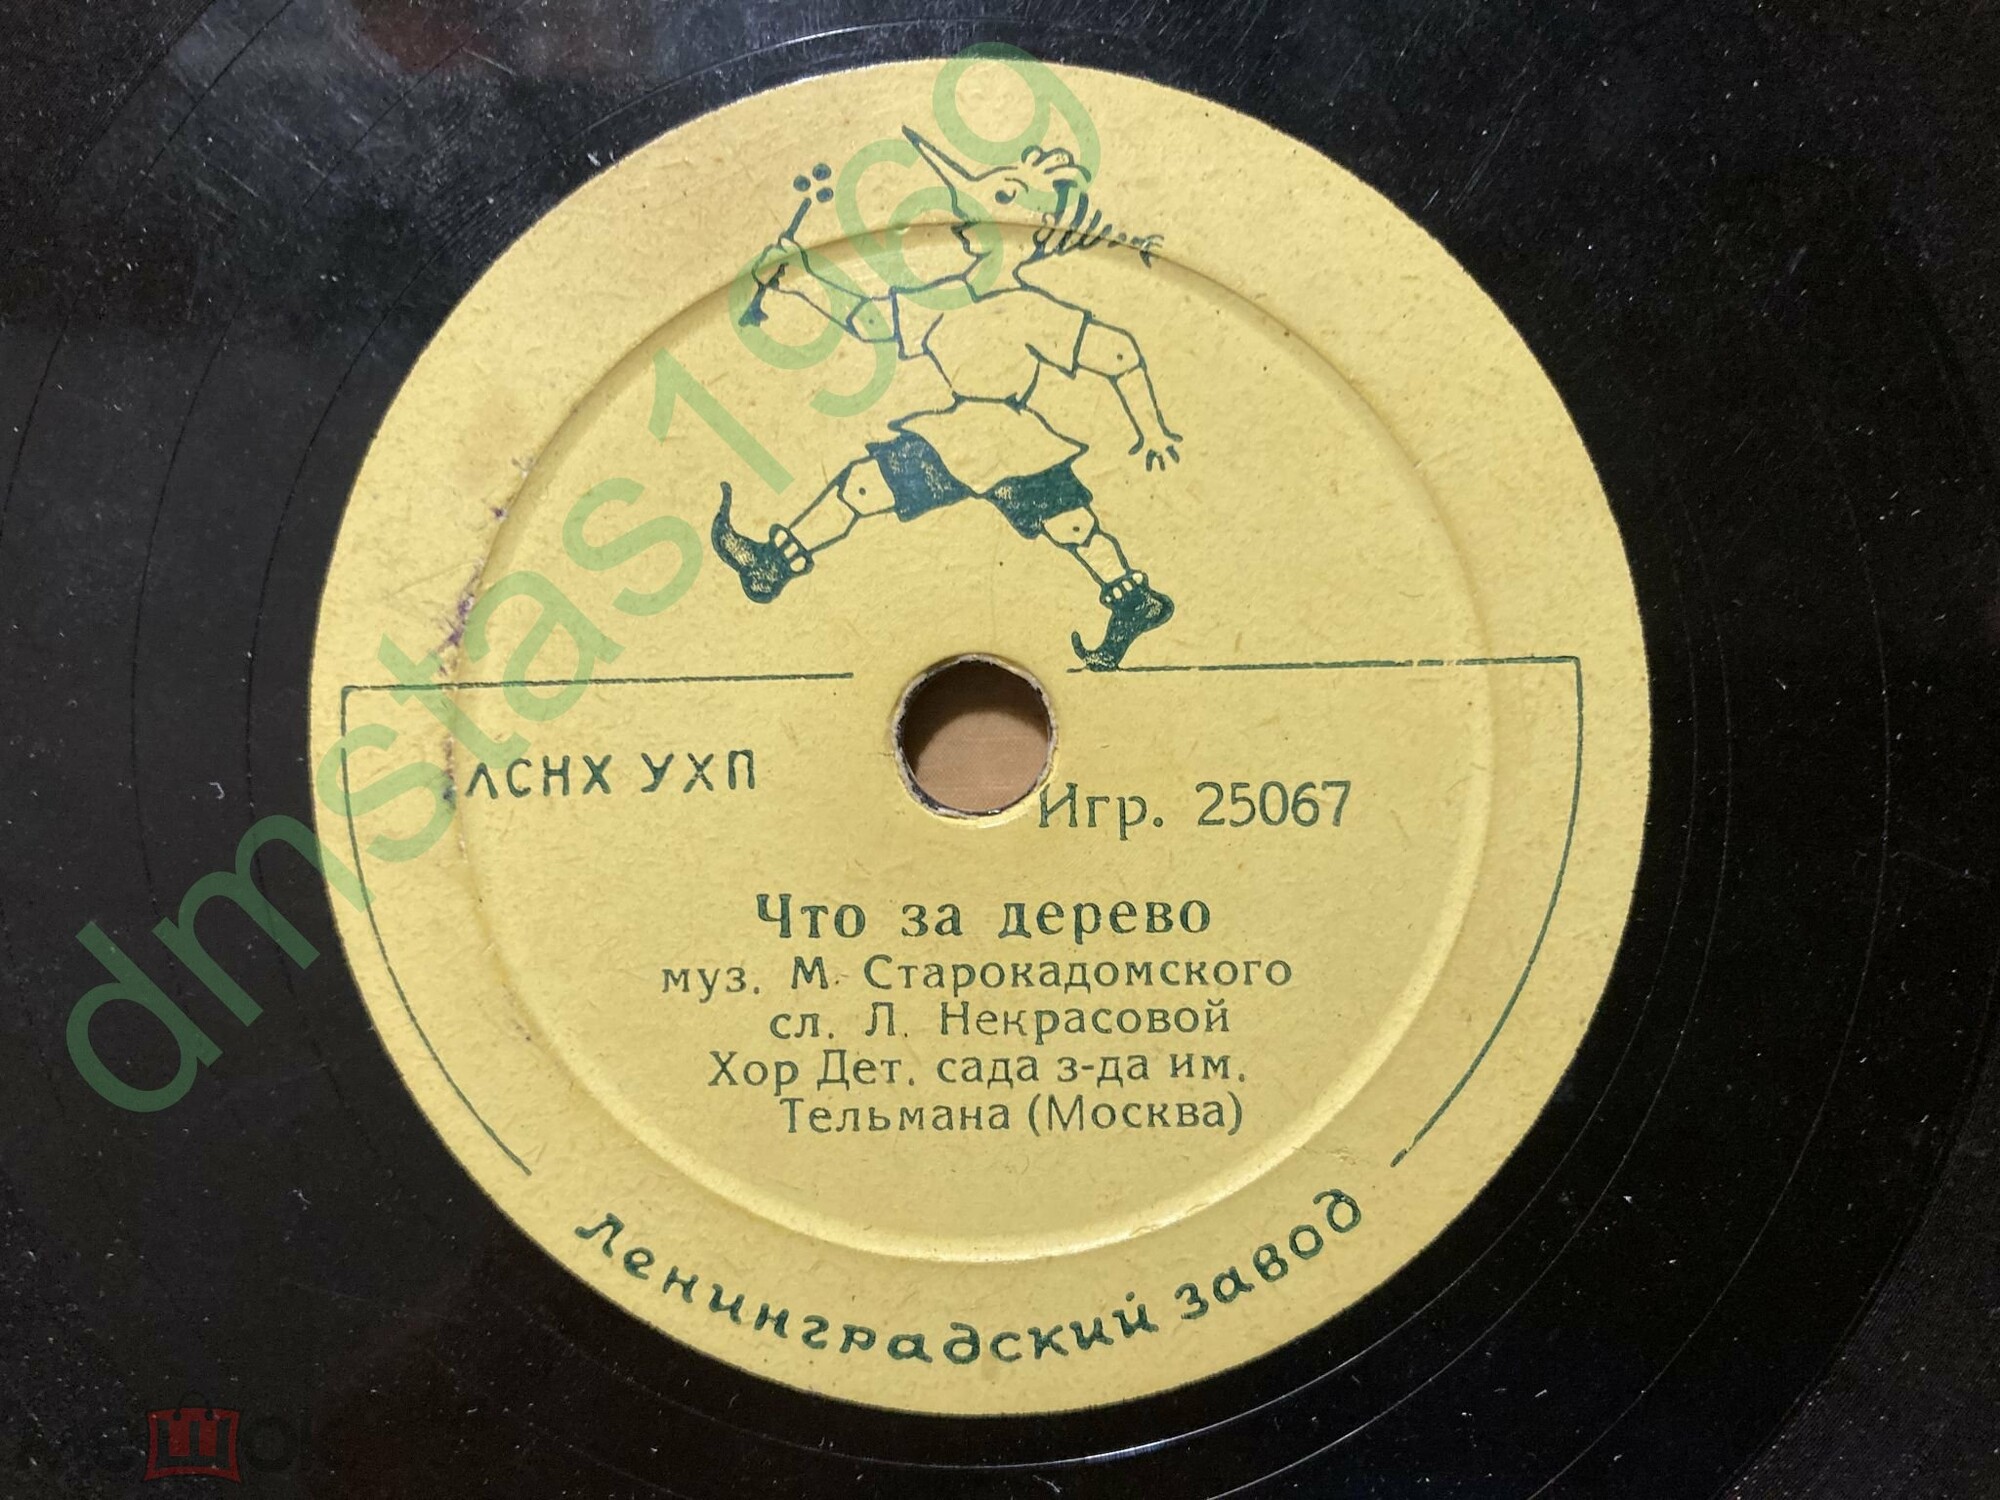 ЛСНХ УХП
Игр. 25067
Что за дерево
муз. М. Старокадомского
сл. Л. Некрасовой
Хор Дет. сада з-да им.
Тельмана (Москва)
Ленинградский завод
dmstas1969
мешок